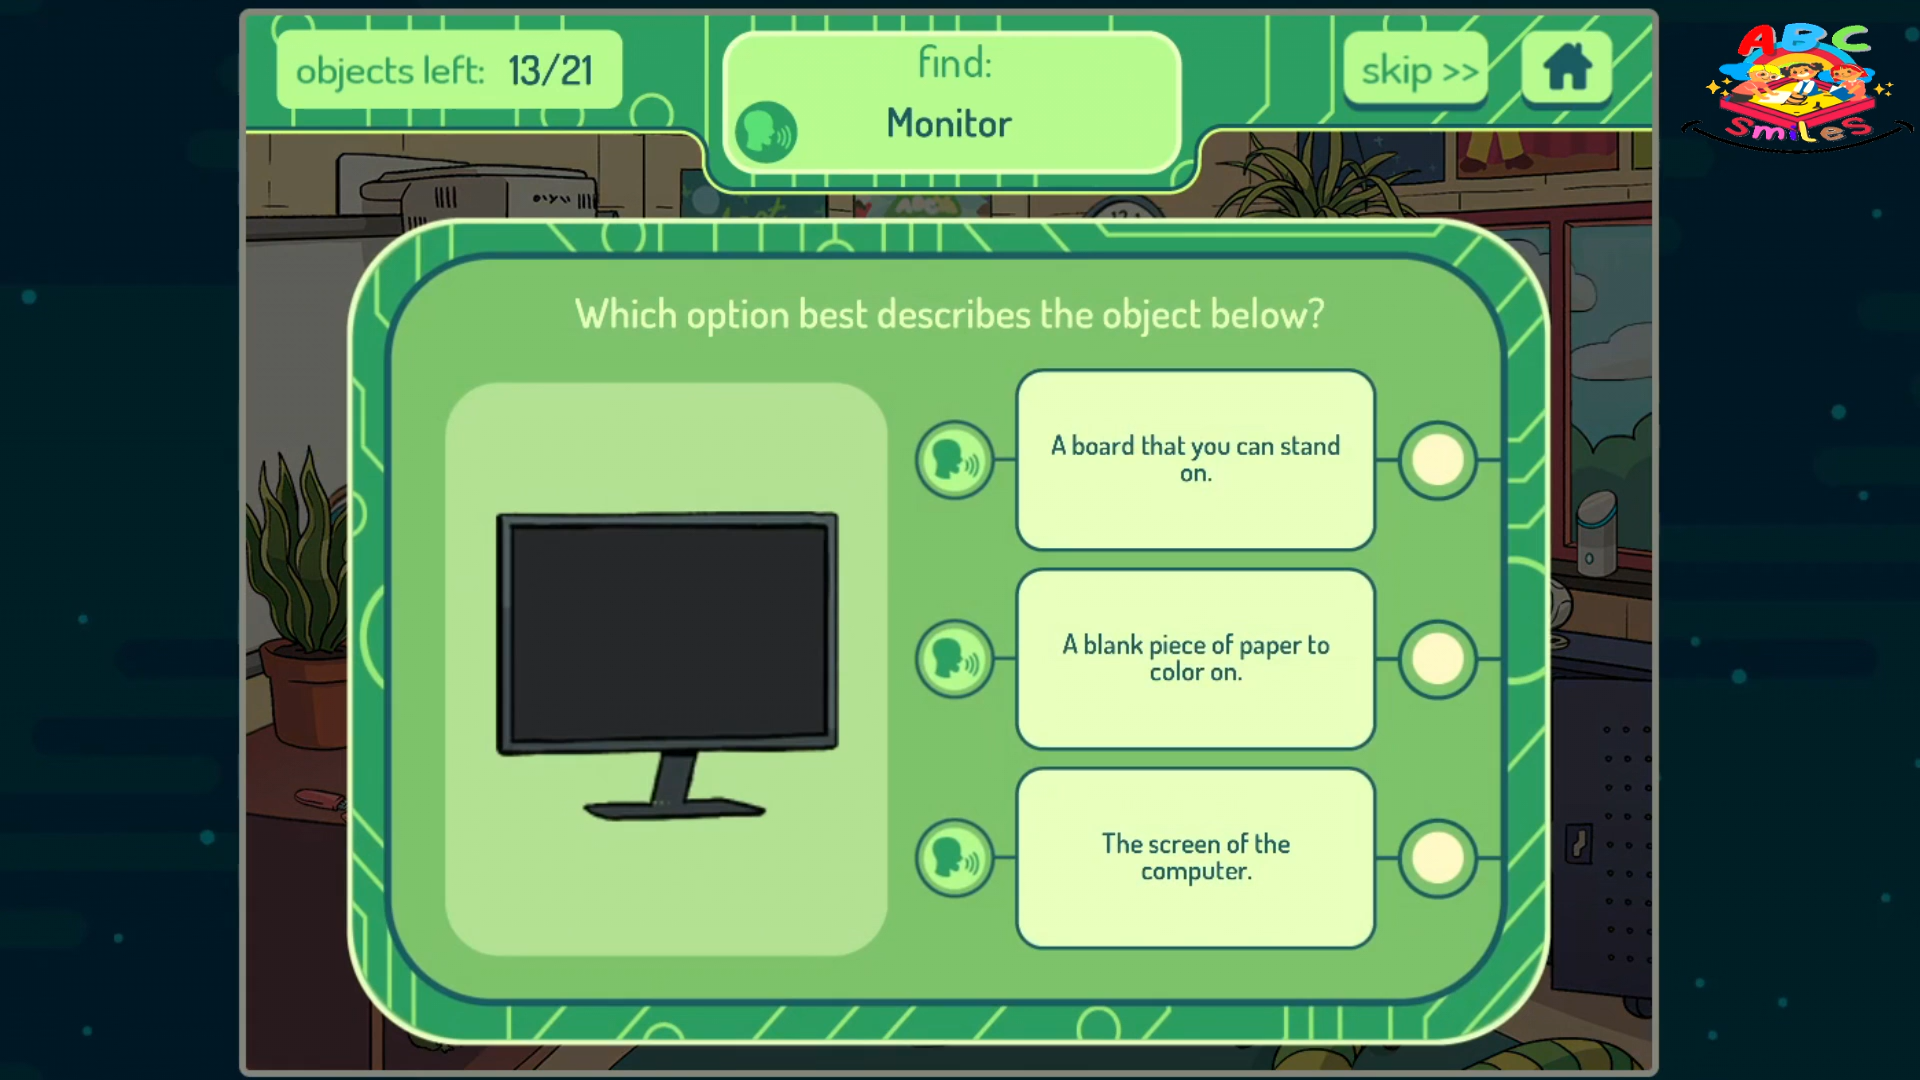 objects left: 13/21
find:
Monitor
skip >>
ABC
Smiles
Which option best describes the object below?
A board that you can stand
on.
A blank piece of paper to
color on.
The screen of the
computer.